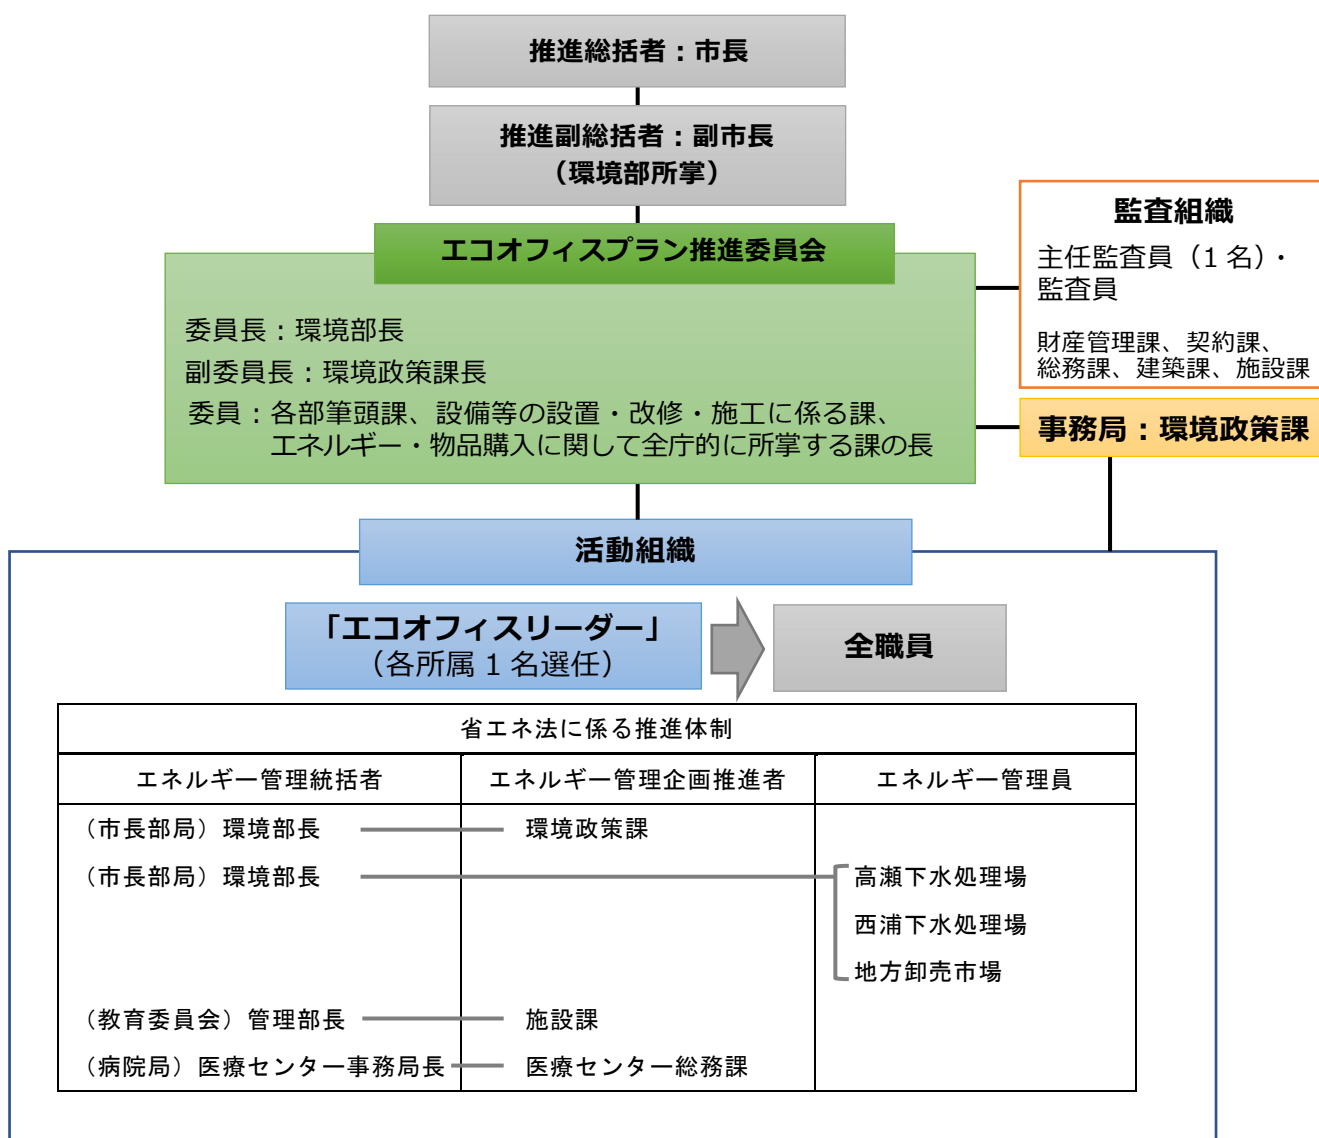 推進総括者：市長
推進副総括者：副市長
（環境部所掌）
エコオフィスプラン推進委員会
委員長：環境部長
副委員長：環境政策課長
委員：各部筆頭課、設備等の設置・改修・施工に係る課、
エネルギー・物品購入に関して全庁的に所掌する課の長
監査組織
主任監査員（1 名）・
監査員
財産管理課、契約課、
総務課、建築課、施設課
事務局：環境政策課
活動組織
「エコオフィスリーダー」
（各所属 1 名選任）
全職員
省エネ法に係る推進体制
エネルギー管理統括者 エネルギー管理企画推進者 エネルギー管理員
（市長部局）環境部長 環境政策課
（市長部局）環境部長 高瀬下水処理場
西浦下水処理場
地方卸売市場
（教育委員会）管理部長 施設課
（病院局）医療センター事務局長 医療センター総務課